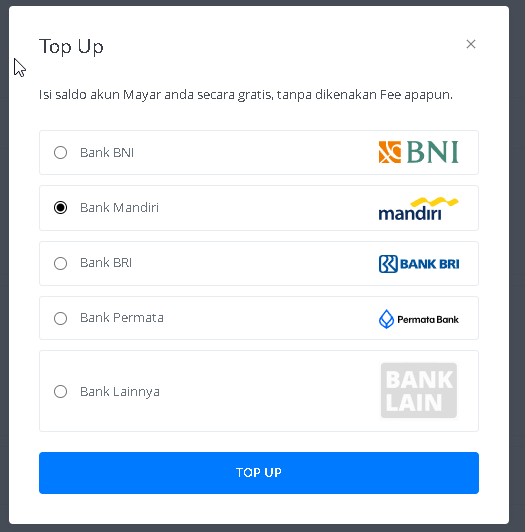 Top Up
×
Isi saldo akun Mayar anda secara gratis, tanpa dikenakan Fee apapun.
Bank BNI
BNI
Bank Mandiri
mandiri
Bank BRI
BANK BRI
Bank Permata
PermataBank
Bank Lainnya
BANK
LAIN
TOP UP